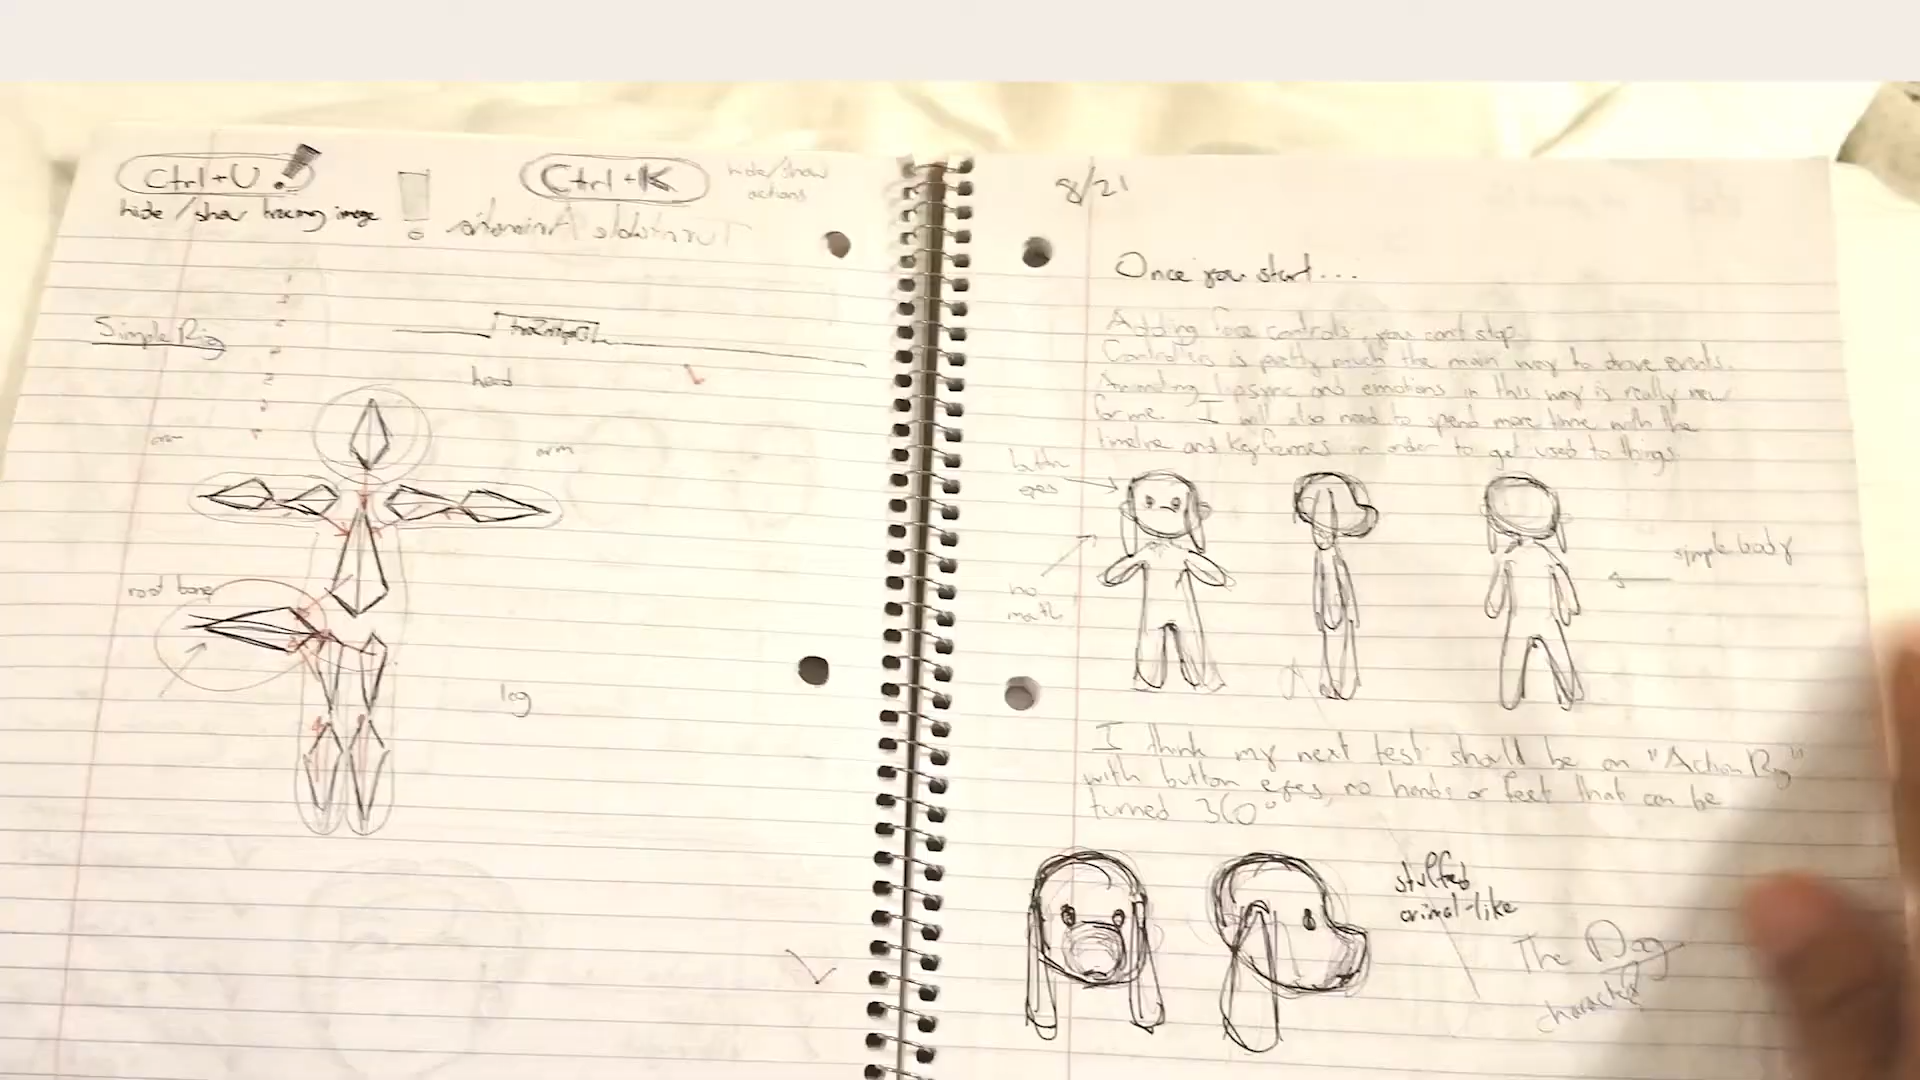 Ctrl+U !
hide/show tracing image
!
Ctrl+K
hide/show
actions
Simple Rig
head
arm
root bone
leg
8/21
Once you start...
Adding face controls, you cant stop.
Controllers is pretty much the main way to drove events.
Animating lipsync and emotions in this way is really new
for me. I will also need to spend more time with the
timeline and keyframes in order to get used to things.
button
eyes
no
simple body
I think my next test should be an "Action Rig"
with button eyes, no hands or feet that can be
turned 360°
stuffed
animal-like
The Dog
character